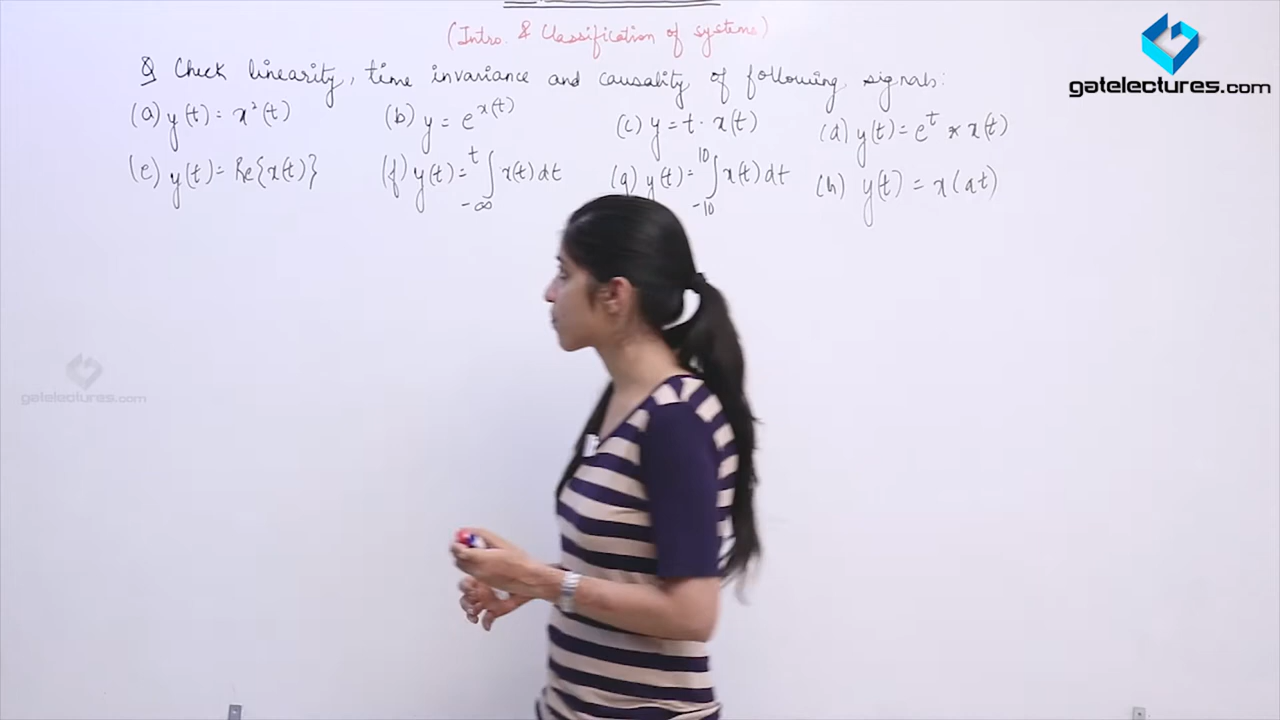 (Intro. & Classification of systems)
gatelectures.com
Q Check linearity, time invariance and causality of following signals:
(a) y(t) = x²(t) (b) y = e^x(t) (c) y = t · x(t) (d) y(t) = e^t * x(t)
(e) y(t) = Re{x(t)} (f) y(t) = ∫_{-∞}^{t} x(t) dt (g) y(t) = ∫_{-10}^{10} x(t) dt (h) y(t) = x(at)
gatelectures.com